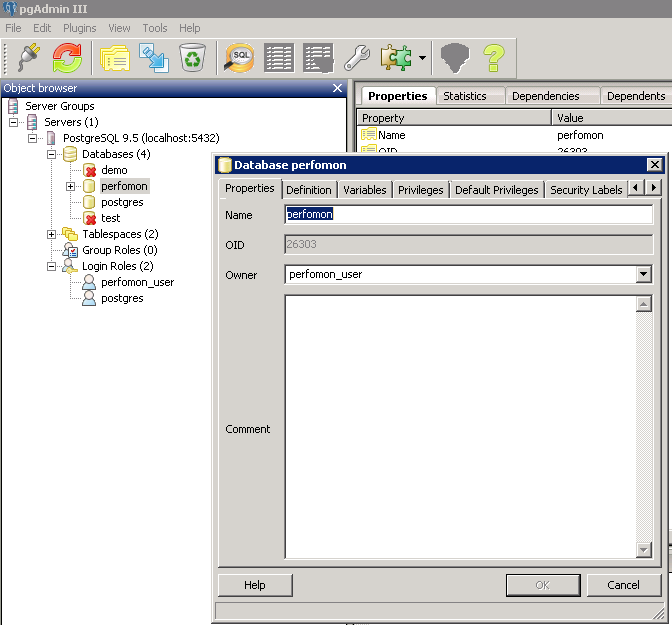 pgAdmin III
File Edit Plugins View Tools Help
SQL
Object browser
Server Groups
Servers (1)
PostgreSQL 9.5 (localhost:5432)
Databases (4)
demo
perfomon
postgres
test
Tablespaces (2)
Group Roles (0)
Login Roles (2)
perfomon_user
postgres
Properties Statistics Dependencies Dependents
Property Value
Name perfomon
OID 26303
Database perfomon
Properties Definition Variables Privileges Default Privileges Security Labels
Name perfomon
OID 26303
Owner perfomon_user
Comment
Help OK Cancel